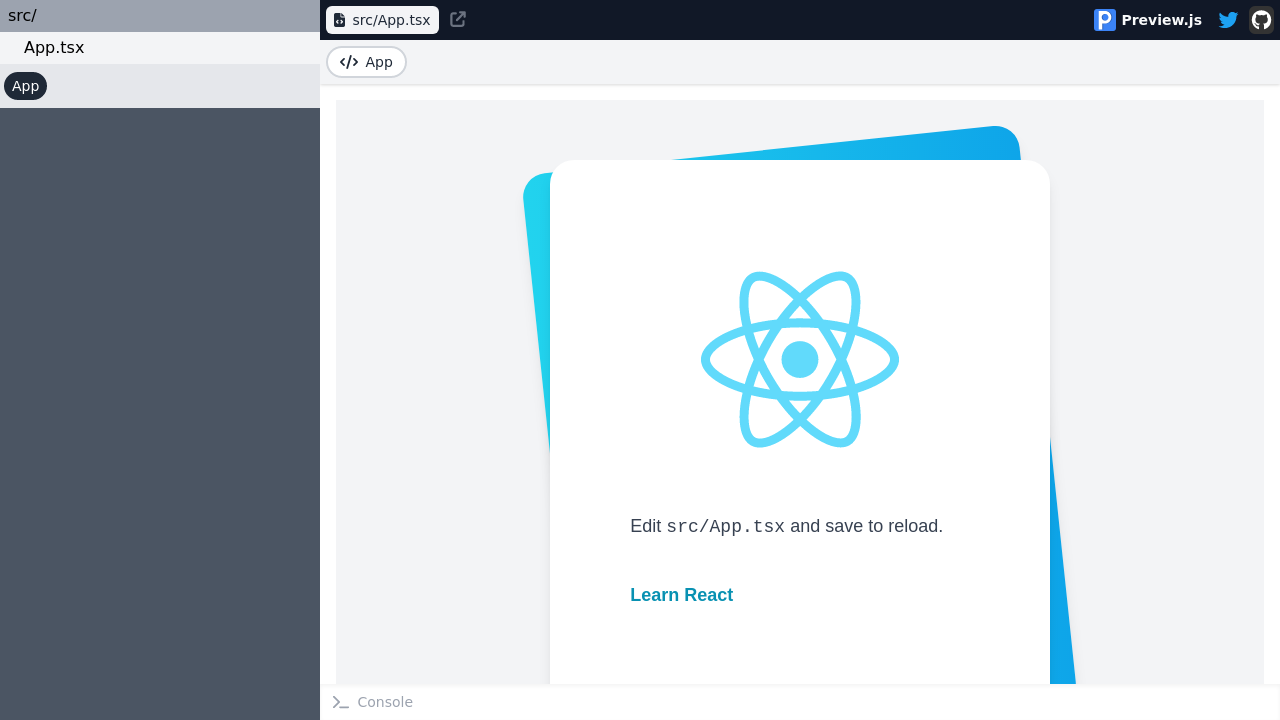 src/
App.tsx
App
src/App.tsx
Preview.js
App
Edit src/App.tsx and save to reload.
Learn React
Console